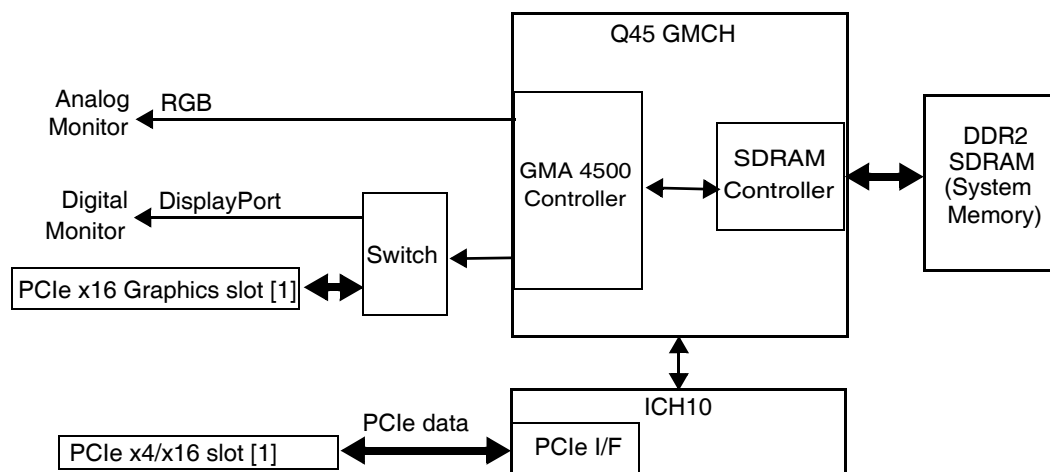 Q45 GMCH
Analog
Monitor
RGB
GMA 4500
Controller
SDRAM
Controller
DDR2
SDRAM
(System
Memory)
Digital
Monitor
DisplayPort
Switch
PCIe x16 Graphics slot [1]
ICH10
PCIe data
PCIe I/F
PCIe x4/x16 slot [1]